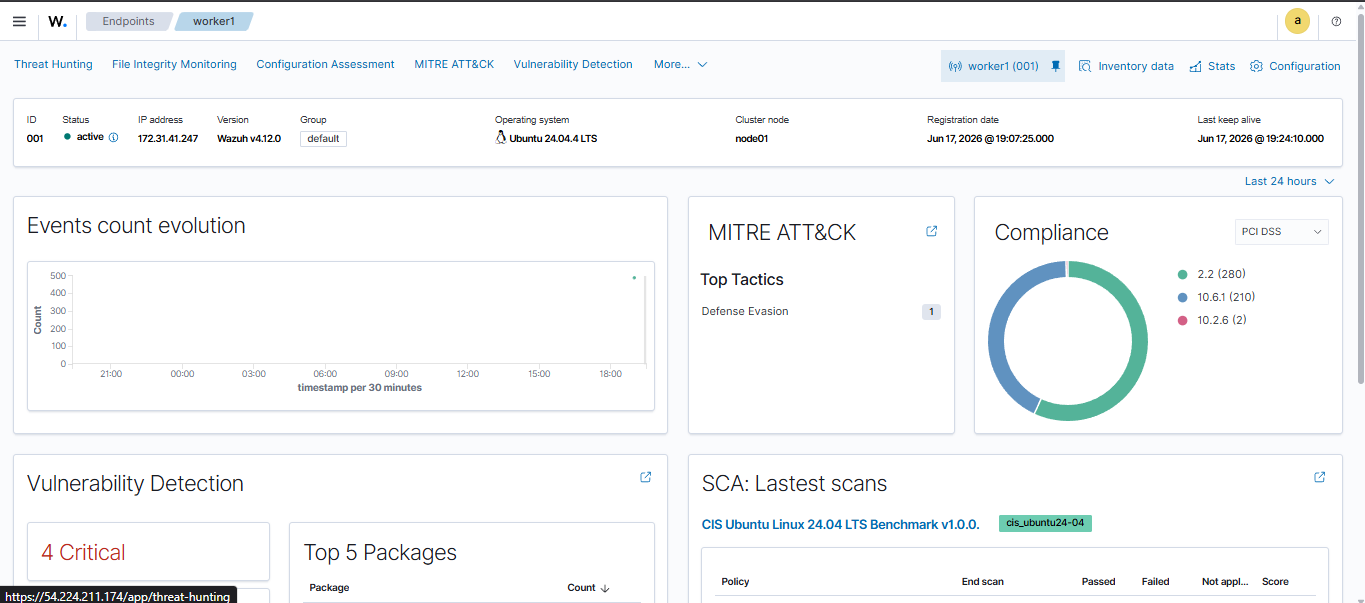 W. Endpoints worker1 a
Threat Hunting File Integrity Monitoring Configuration Assessment MITRE ATT&CK Vulnerability Detection More... worker1 (001) Inventory data Stats Configuration
ID Status IP address Version Group Operating system Cluster node Registration date Last keep alive
001 active 172.31.41.247 Wazuh v4.12.0 default Ubuntu 24.04.4 LTS node01 Jun 17, 2026 @ 19:07:25.000 Jun 17, 2026 @ 19:24:10.000
Last 24 hours
Events count evolution
500
400
300
200
100
0
Count
21:00 00:00 03:00 06:00 09:00 12:00 15:00 18:00
timestamp per 30 minutes
MITRE ATT&CK
Top Tactics
Defense Evasion 1
Compliance PCI DSS
2.2 (280)
10.6.1 (210)
10.2.6 (2)
Vulnerability Detection
4 Critical
Top 5 Packages
Package Count
SCA: Lastest scans
CIS Ubuntu Linux 24.04 LTS Benchmark v1.0.0. cis_ubuntu24-04
Policy End scan Passed Failed Not appl... Score
https://54.224.211.174/app/threat-hunting